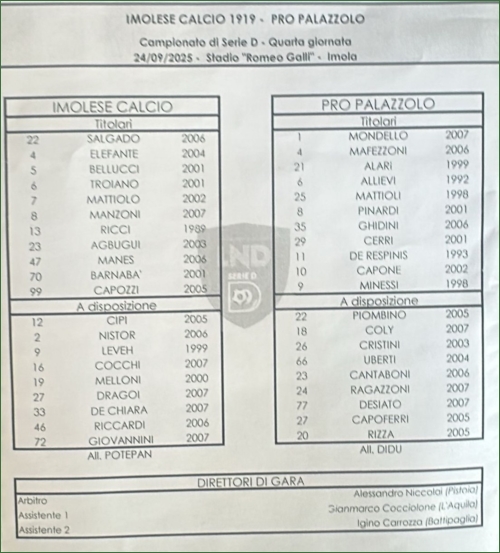 IMOLESE CALCIO 1919 - PRO PALAZZOLO
Campionato di Serie D - Quarta giornata
24/09/2025 - Stadio "Romeo Galli" - Imola
IMOLESE CALCIO
Titolari
22 SALGADO 2006
4 ELEFANTE 2004
5 BELLUCCI 2001
6 TROIANO 2001
7 MATTIOLO 2002
8 MANZONI 2007
13 RICCI 1989
23 AGBUGUI 2003
47 MANES 2006
70 BARNABA' 2001
99 CAPOZZI 2005
A disposizione
12 CIPI 2005
2 NISTOR 2006
9 LEVEH 1999
16 COCCHI 2007
19 MELLONI 2000
27 DRAGOI 2007
33 DE CHIARA 2007
46 RICCARDI 2006
72 GIOVANNINI 2007
All. POTEPAN
PRO PALAZZOLO
Titolari
1 MONDELLO 2007
4 MAFEZZONI 2006
21 ALARI 1999
6 ALLIEVI 1992
25 MATTIOLI 1998
8 PINARDI 2001
35 GHIDINI 2006
29 CERRI 2001
11 DE RESPINIS 1993
10 CAPONE 2002
9 MINESSI 1998
A disposizione
22 PIOMBINO 2005
18 COLY 2007
26 CRISTINI 2003
66 UBERTI 2004
23 CANTABONI 2006
24 RAGAZZONI 2007
77 DESIATO 2007
27 CAPOFERRI 2005
20 RIZZA 2005
All. DIDU
LND
SERIE D
D
DIRETTORI DI GARA
Arbitro Alessandro Niccolai (Pistoia)
Assistente 1 Gianmarco Cocciolone (L'Aquila)
Assistente 2 Igino Carrozza (Battipaglia)